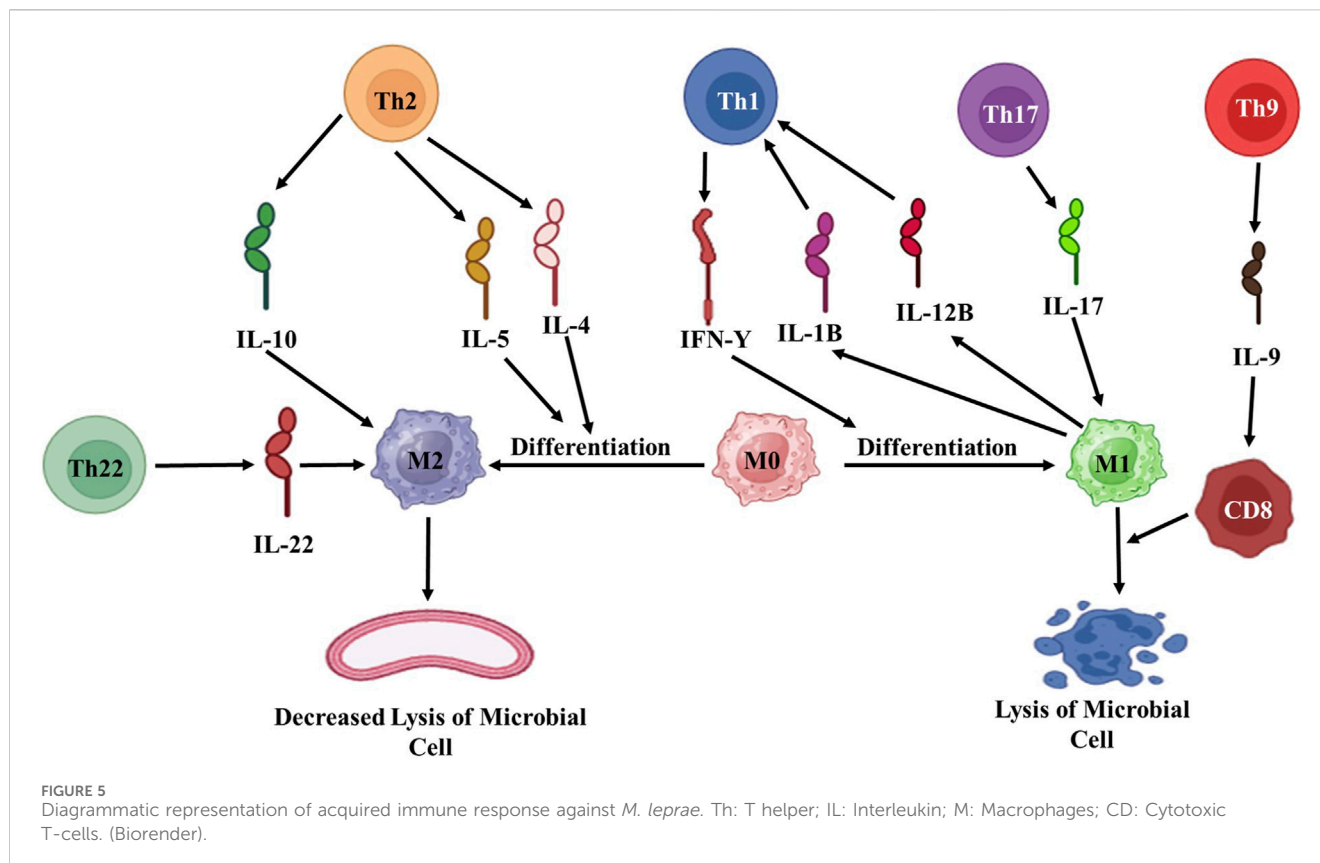 Th2
Th1
Th17
Th9
IL-10
IL-5
IL-4
IFN-Y
IL-1B
IL-12B
IL-17
IL-9
Th22
IL-22
M2
Differentiation
M0
Differentiation
M1
CD8
Decreased Lysis of Microbial
Cell
Lysis of Microbial
Cell
FIGURE 5
Diagrammatic representation of acquired immune response against M. leprae. Th: T helper; IL: Interleukin; M: Macrophages; CD: Cytotoxic
T-cells. (Biorender).